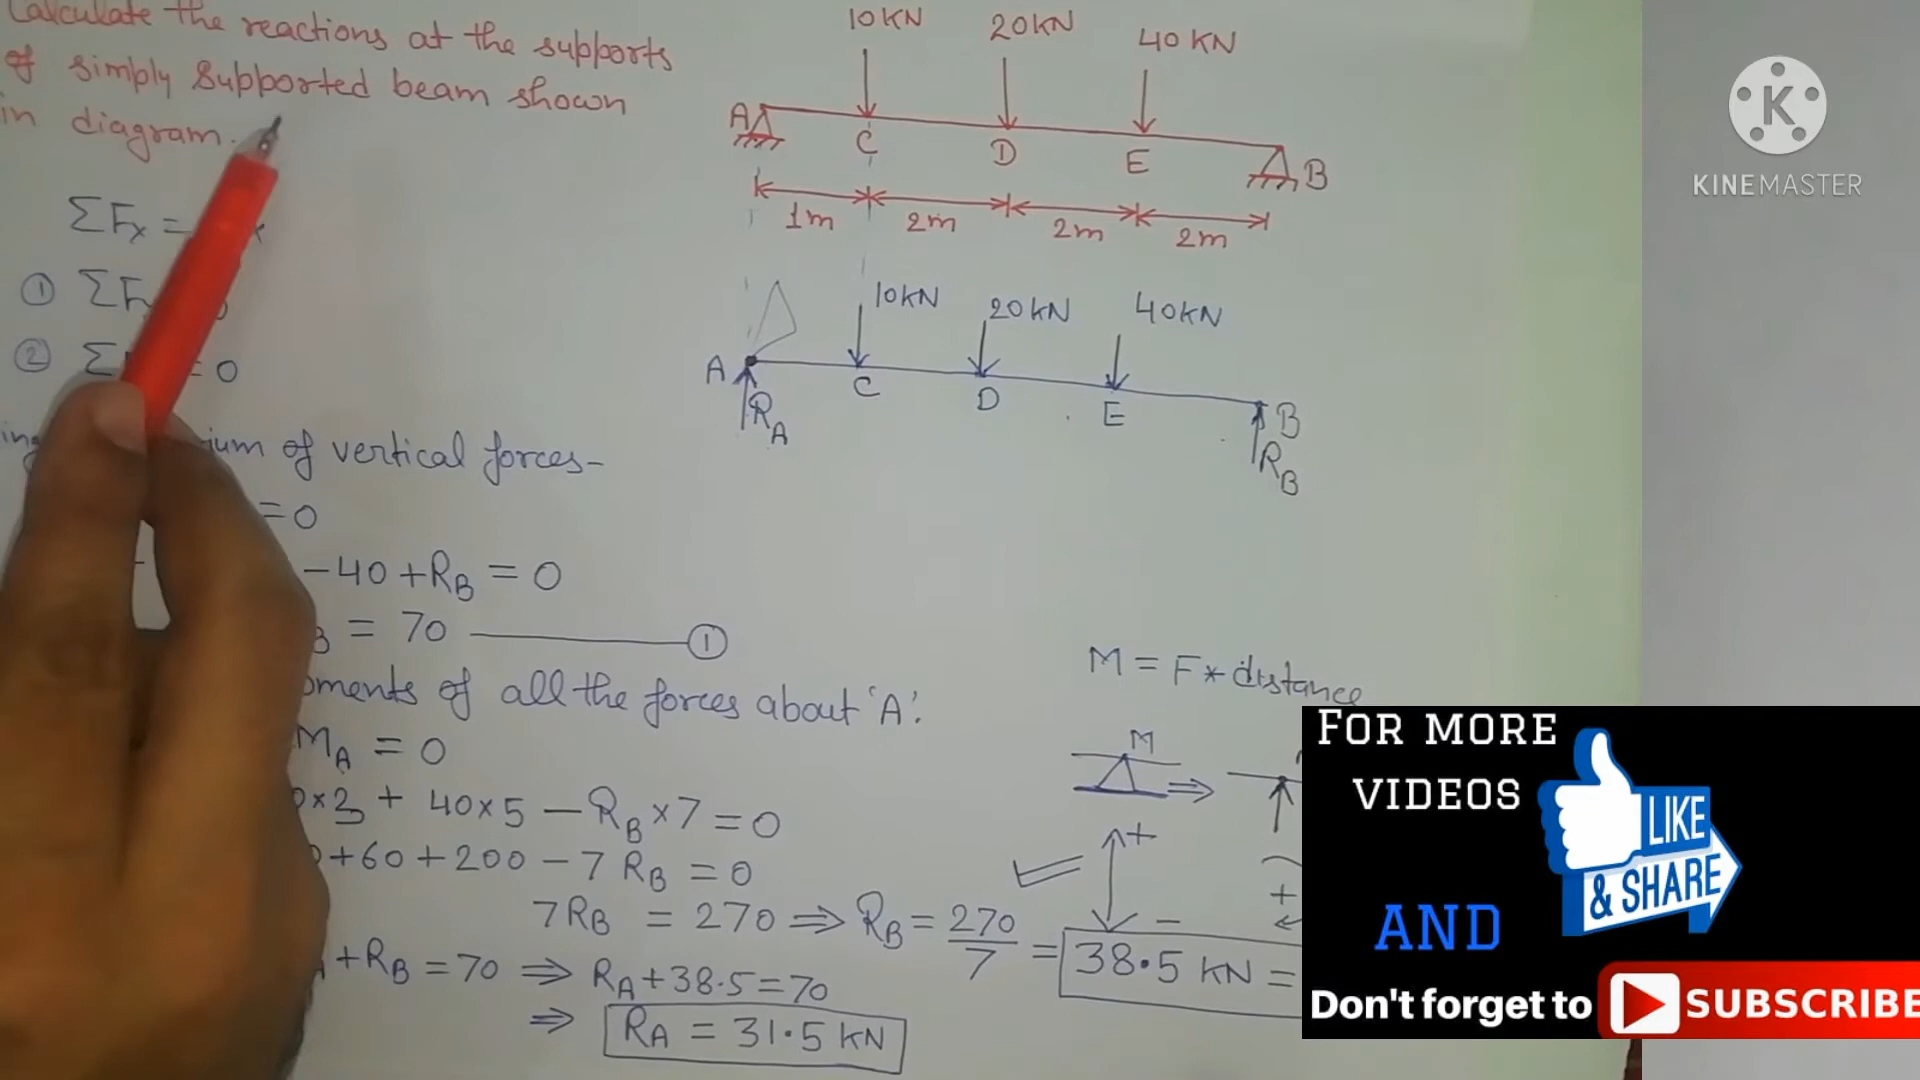 Calculate the reactions at the supports
of simply supported beam shown
in diagram.
10KN
20KN
40 KN
A
C
D
E
B
1m
2m
2m
2m
ΣFx =
① ΣF
② Σ = 0
10KN
20KN
40KN
A
C
D
E
B
RA
RB
of vertical forces-
=0
-40 +RB = 0
= 70 ①
of all the forces about 'A'.
MA = 0
×3 + 40×5 - RB ×7 = 0
+60 +200 - 7 RB = 0
7RB = 270 ⇒ RB = 270/7 = 38.5 KN =
+RB = 70 ⇒ RA +38.5 = 70
⇒ RA = 31.5 KN
M = F * distance
M
+
-
+
KINEMASTER
FOR MORE
VIDEOS
LIKE
& SHARE
AND
Don't forget to SUBSCRIBE